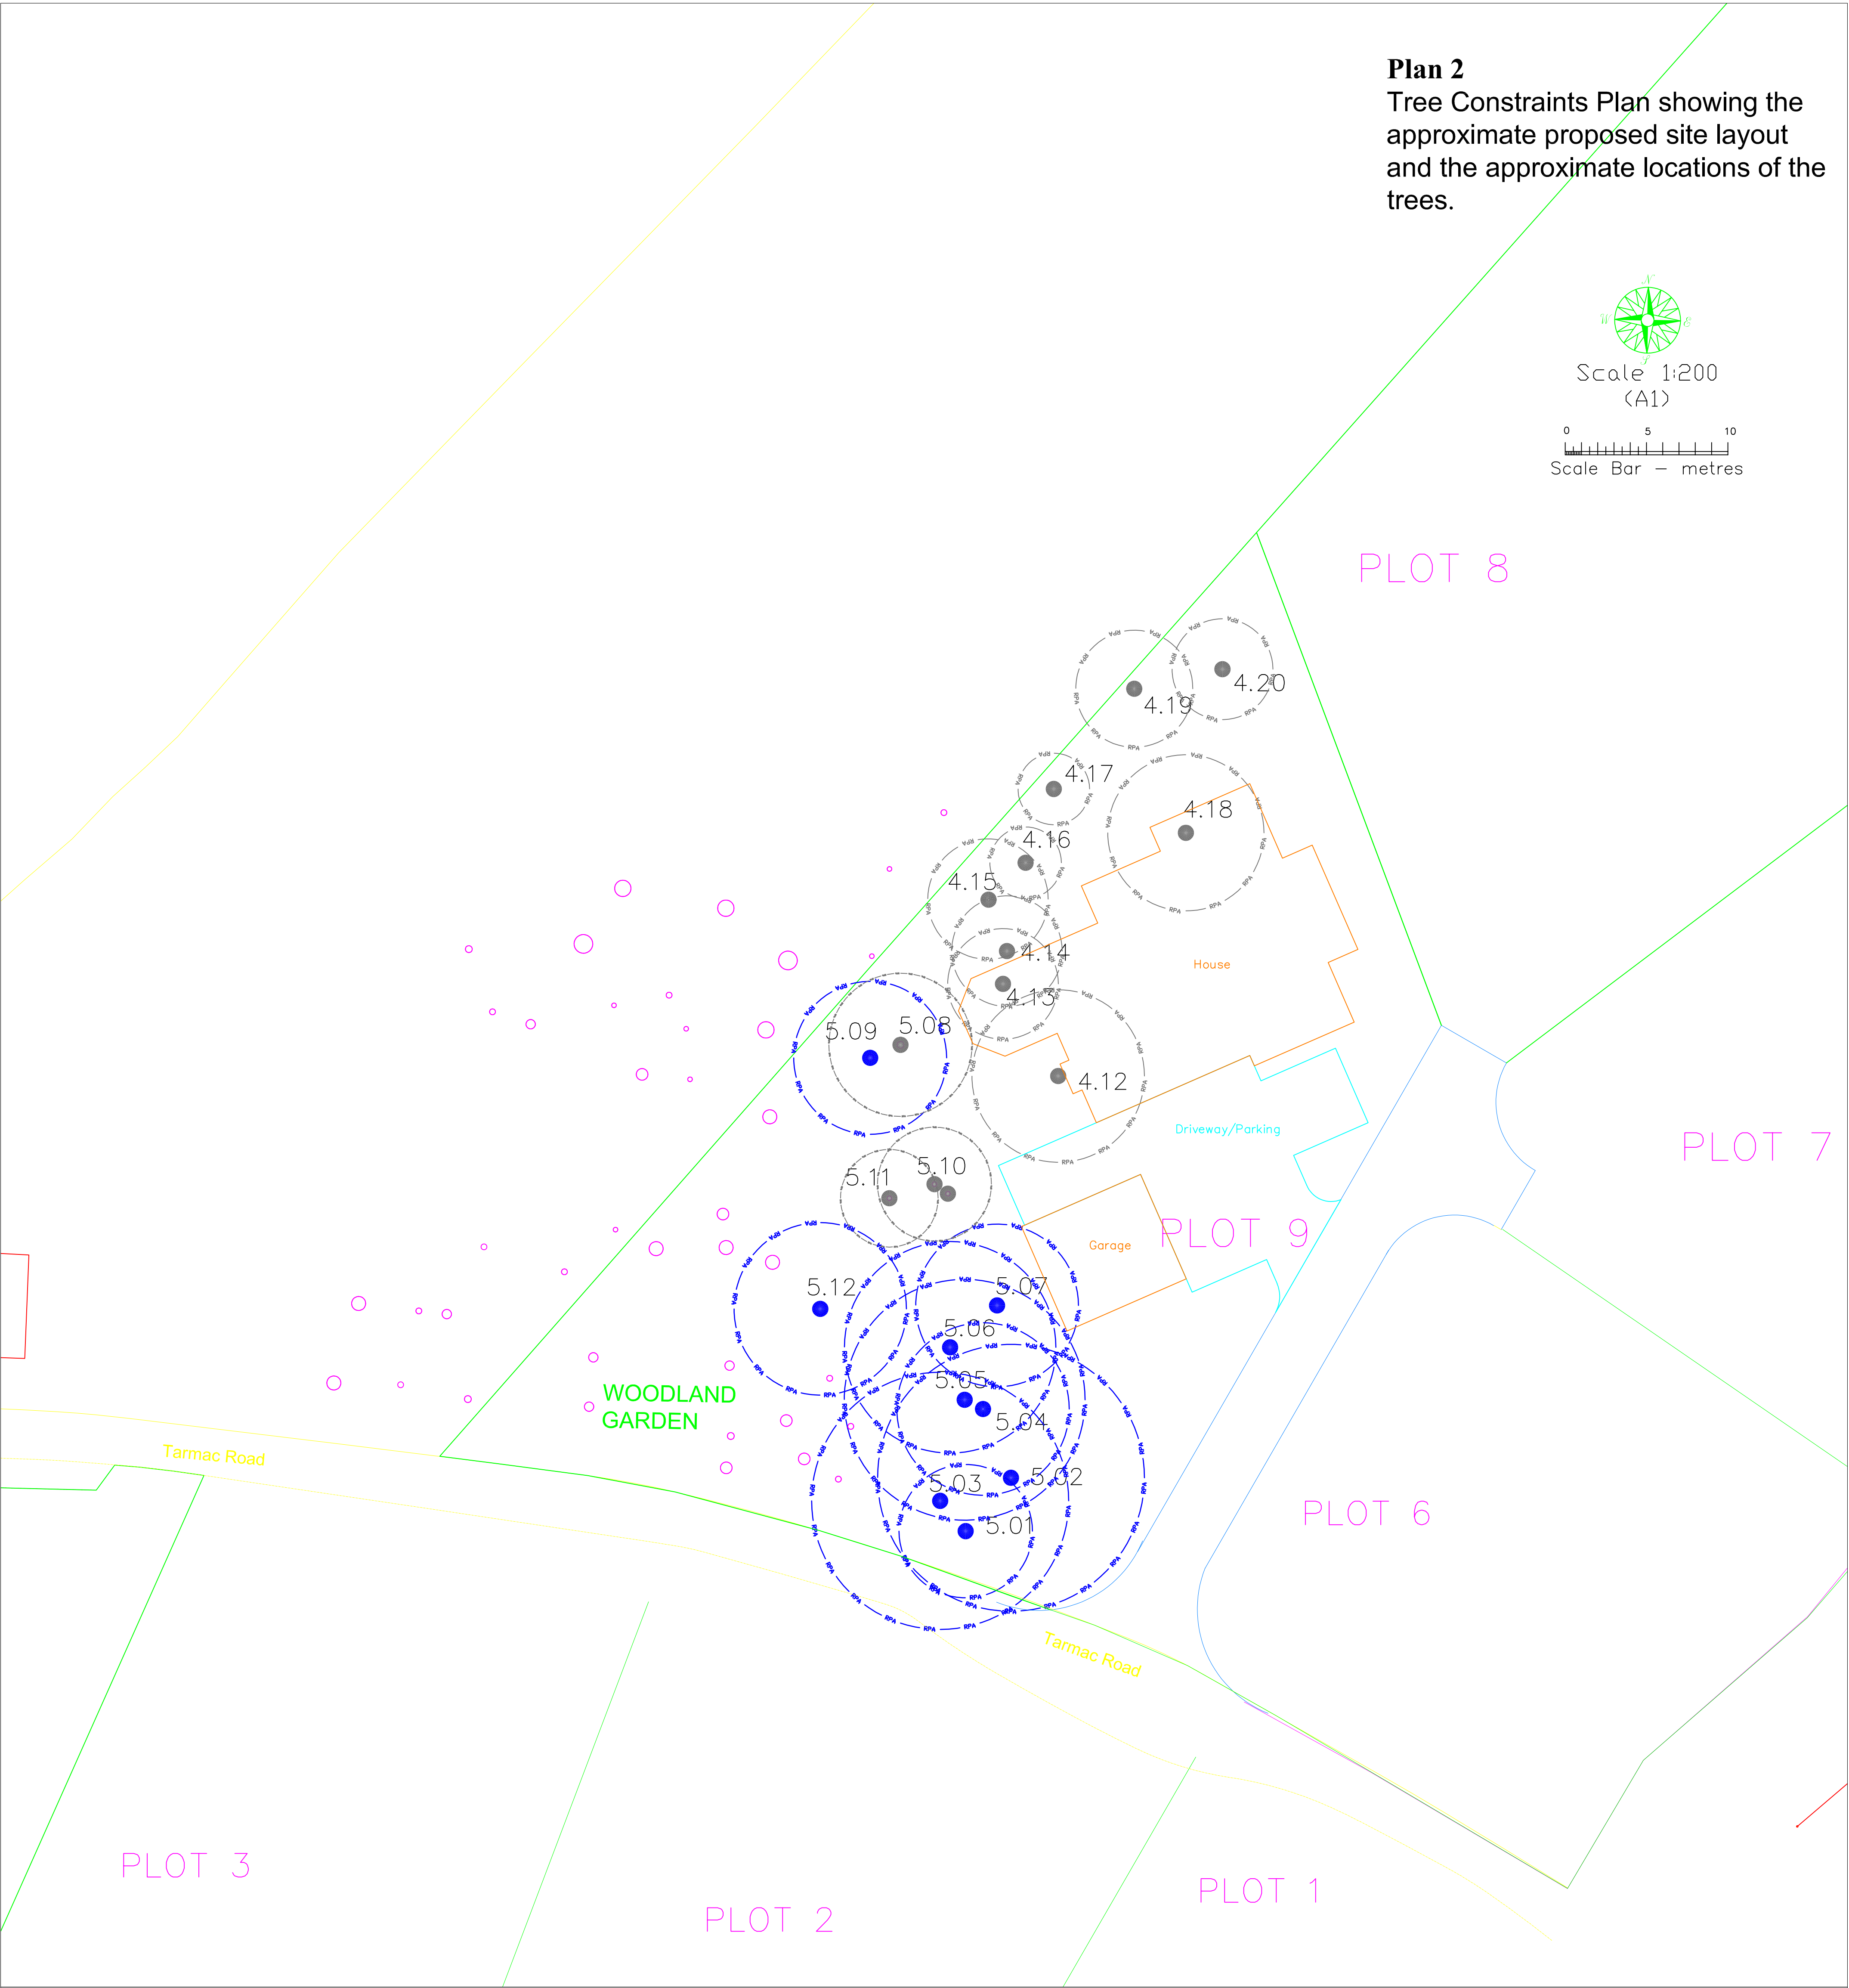 Plan 2
Tree Constraints Plan showing the
approximate proposed site layout
and the approximate locations of the
trees.
N
W
S
Scale 1:200
(A1)
0 5 10
Scale Bar – metres
PLOT 8
4.20
4.19
4.17
4.18
4.16
4.15
4.14
House
4.13
5.09
5.08
4.12
Driveway/Parking
PLOT 7
5.10
5.11
PLOT 9
Garage
5.12
5.07
5.06
5.05
WOODLAND
GARDEN
5.04
Tarmac Road
5.02
5.03
PLOT 6
5.01
Tarmac Road
PLOT 3
PLOT 1
PLOT 2
RPA